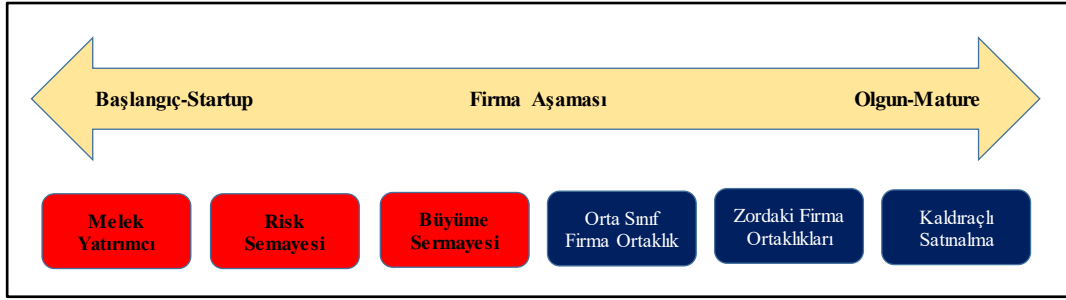 Başlangıç-Startup Firma Aşaması Olgun-Mature
Melek
Yatırımcı
Risk
Semayesi
Büyüme
Sermayesi
Orta Sınıf
Firma Ortaklık
Zordaki Firma
Ortaklıkları
Kaldıraçlı
Satınalma